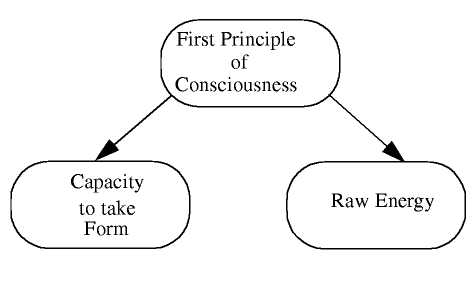 First Principle
of
Consciousness
Capacity
to take
Form
Raw Energy